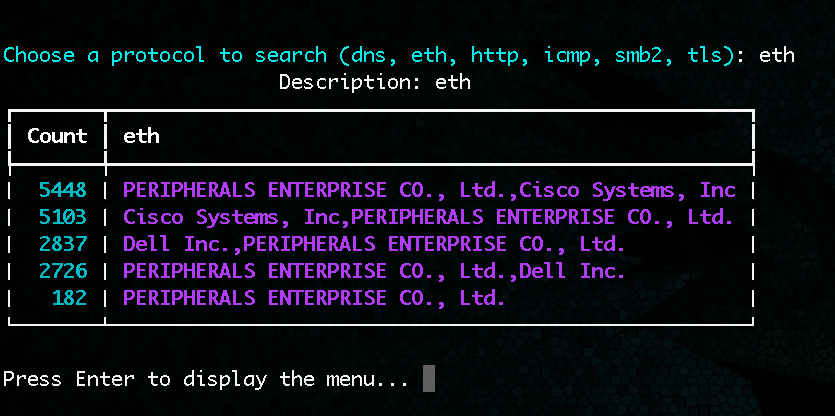 Choose a protocol to search (dns, eth, http, icmp, smb2, tls): eth
Description: eth
Count eth
5448 PERIPHERALS ENTERPRISE CO., Ltd.,Cisco Systems, Inc
5103 Cisco Systems, Inc,PERIPHERALS ENTERPRISE CO., Ltd.
2837 Dell Inc.,PERIPHERALS ENTERPRISE CO., Ltd.
2726 PERIPHERALS ENTERPRISE CO., Ltd.,Dell Inc.
182 PERIPHERALS ENTERPRISE CO., Ltd.
Press Enter to display the menu...